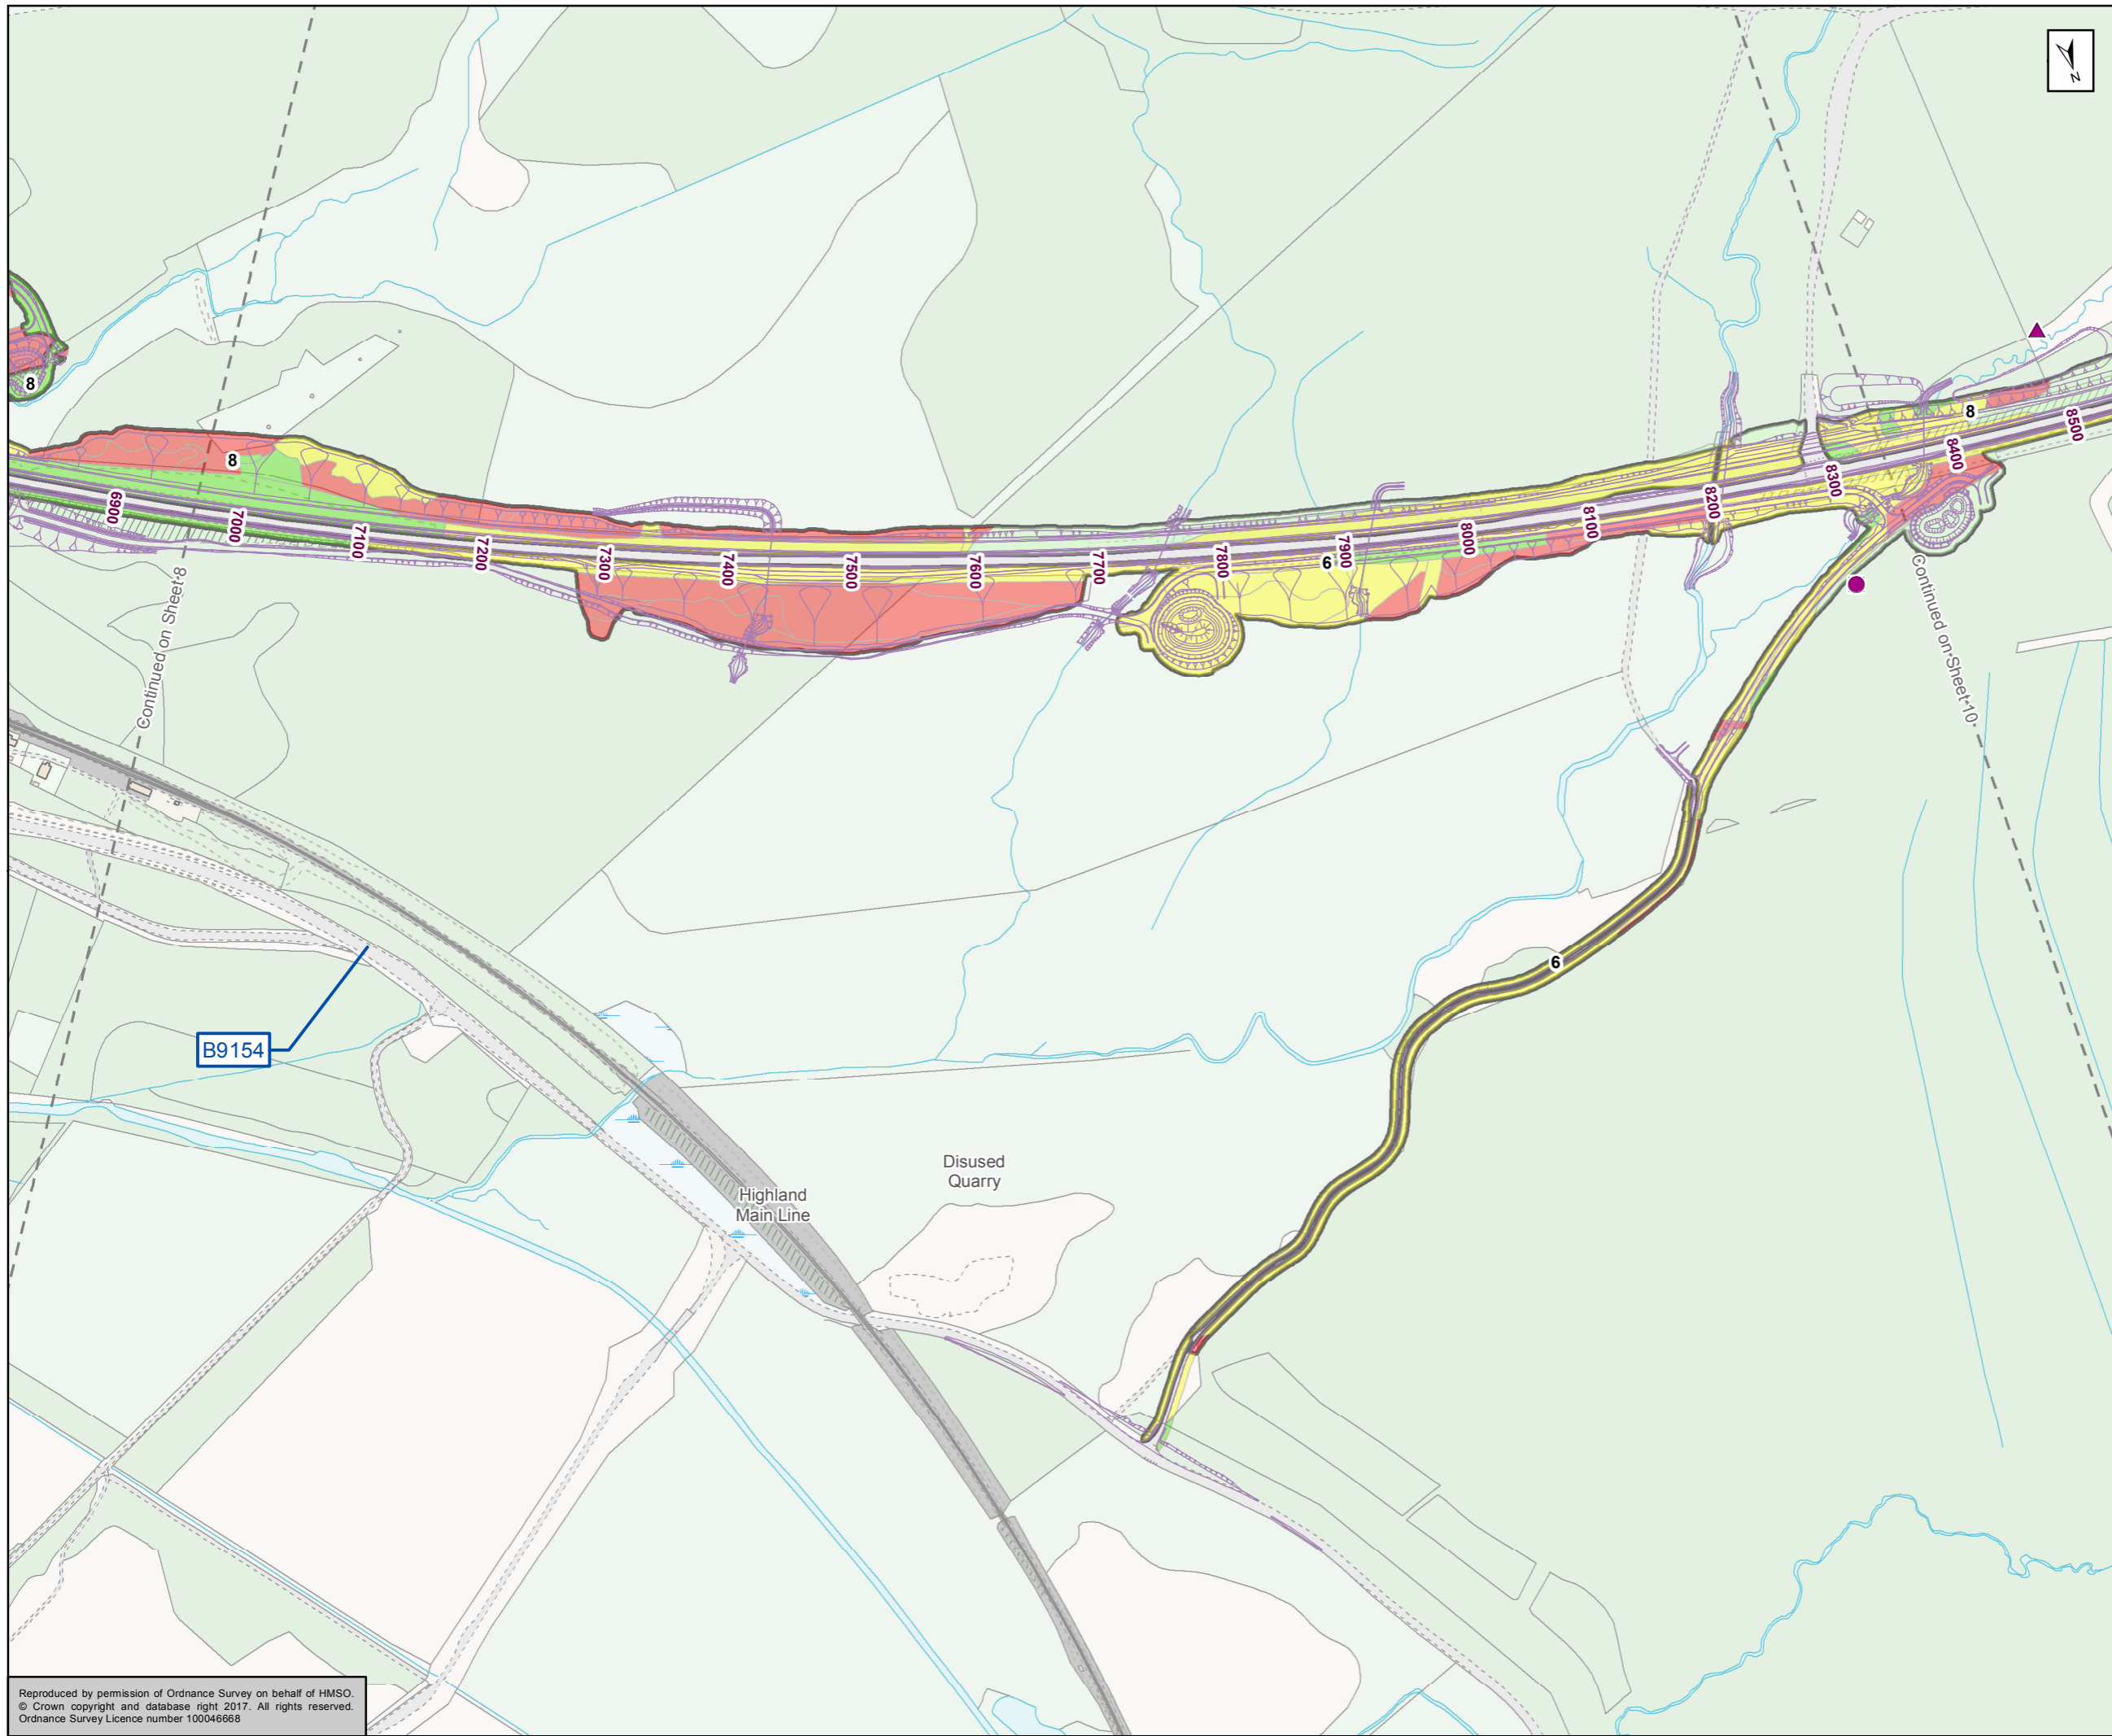 N
8
8
8
6900
7000
7100
7200
7300
7400
7500
7600
7700
7800
7900
8000
8100
8200
8300
8400
8500
6
Continued on Sheet 8
Continued on Sheet 10
6
B9154
Disused
Quarry
Highland
Main Line
Reproduced by permission of Ordnance Survey on behalf of HMSO.
© Crown copyright and database right 2017. All rights reserved.
Ordnance Survey Licence number 100046668